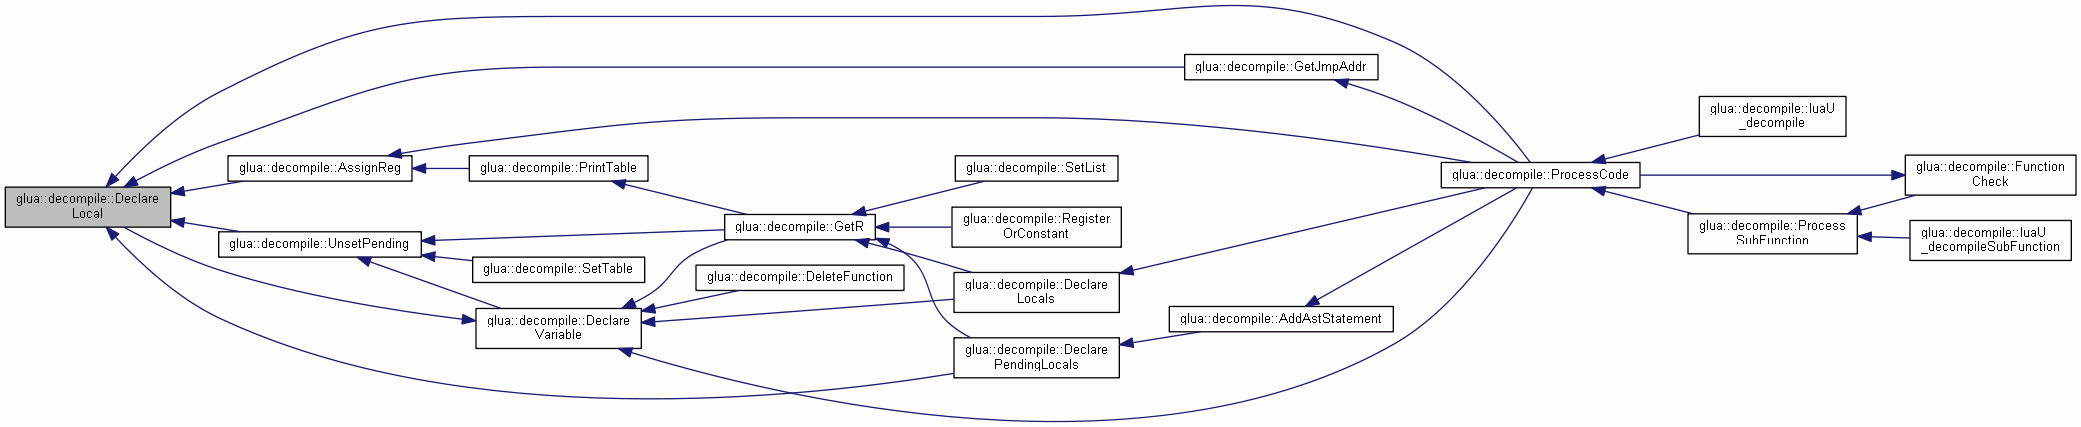 glua::decompile::Declare
Local
glua::decompile::AssignReg
glua::decompile::UnsetPending
glua::decompile::PrintTable
glua::decompile::SetTable
glua::decompile::Declare
Variable
glua::decompile::GetR
glua::decompile::DeleteFunction
glua::decompile::SetList
glua::decompile::Register
OrConstant
glua::decompile::Declare
Locals
glua::decompile::Declare
PendingLocals
glua::decompile::GetJmpAddr
glua::decompile::AddAstStatement
glua::decompile::ProcessCode
glua::decompile::luaU
_decompile
glua::decompile::Process
SubFunction
glua::decompile::Function
Check
glua::decompile::luaU
_decompileSubFunction